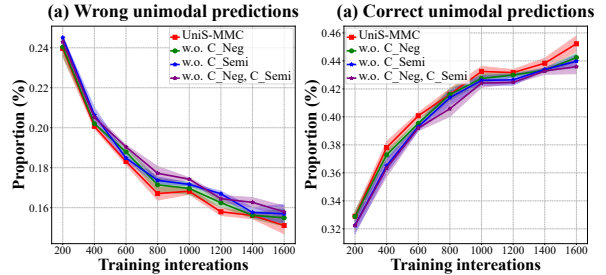 (a) Wrong unimodal predictions
UniS-MMC
w.o. C_Neg
w.o. C_Semi
w.o. C_Neg, C_Semi
Proportion (%)
0.24
0.22
0.20
0.18
0.16
200 400 600 800 1000 1200 1400 1600
Training intereations
(a) Correct unimodal predictions
UniS-MMC
w.o. C_Neg
w.o. C_Semi
w.o. C_Neg, C_Semi
Proportion (%)
0.46
0.44
0.42
0.40
0.38
0.36
0.34
0.32
200 400 600 800 1000 1200 1400 1600
Training intereations